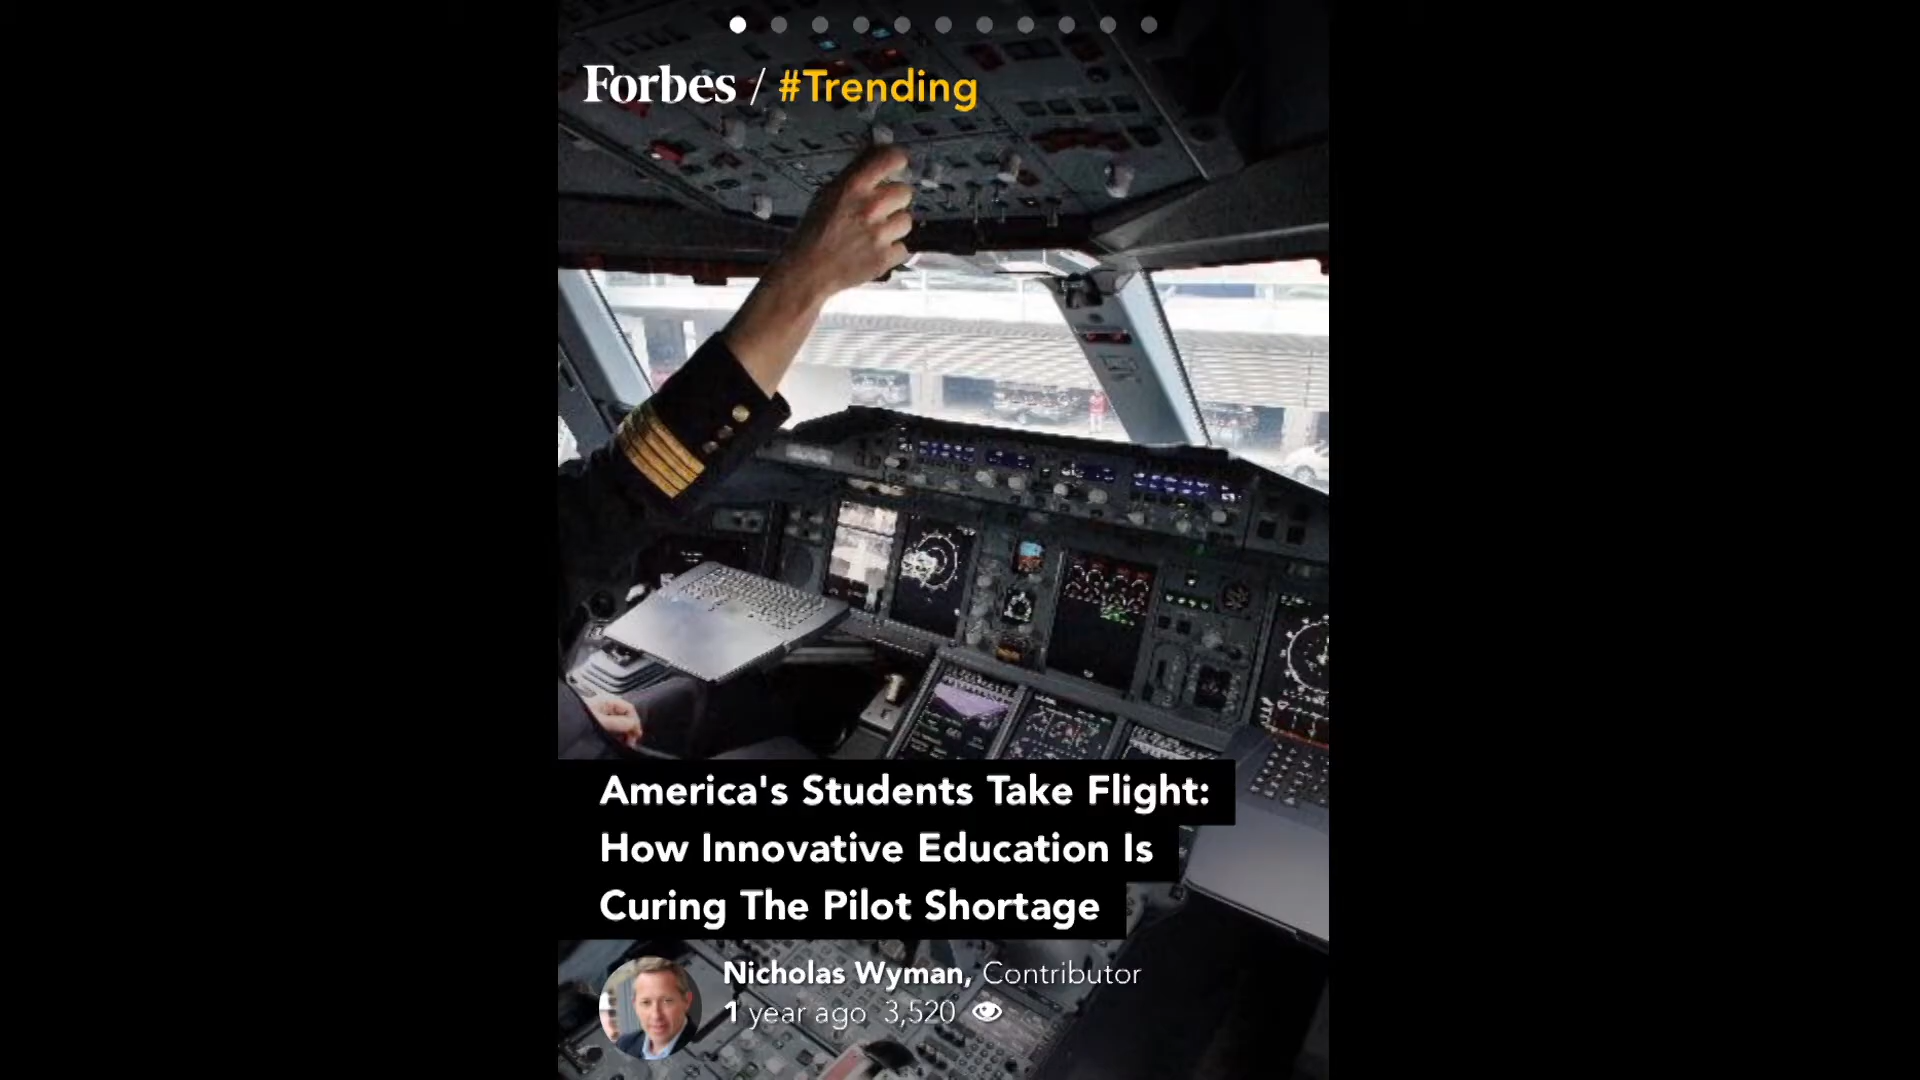 Forbes / #Trending
America's Students Take Flight:
How Innovative Education Is
Curing The Pilot Shortage
Nicholas Wyman, Contributor
1 year ago 3,520